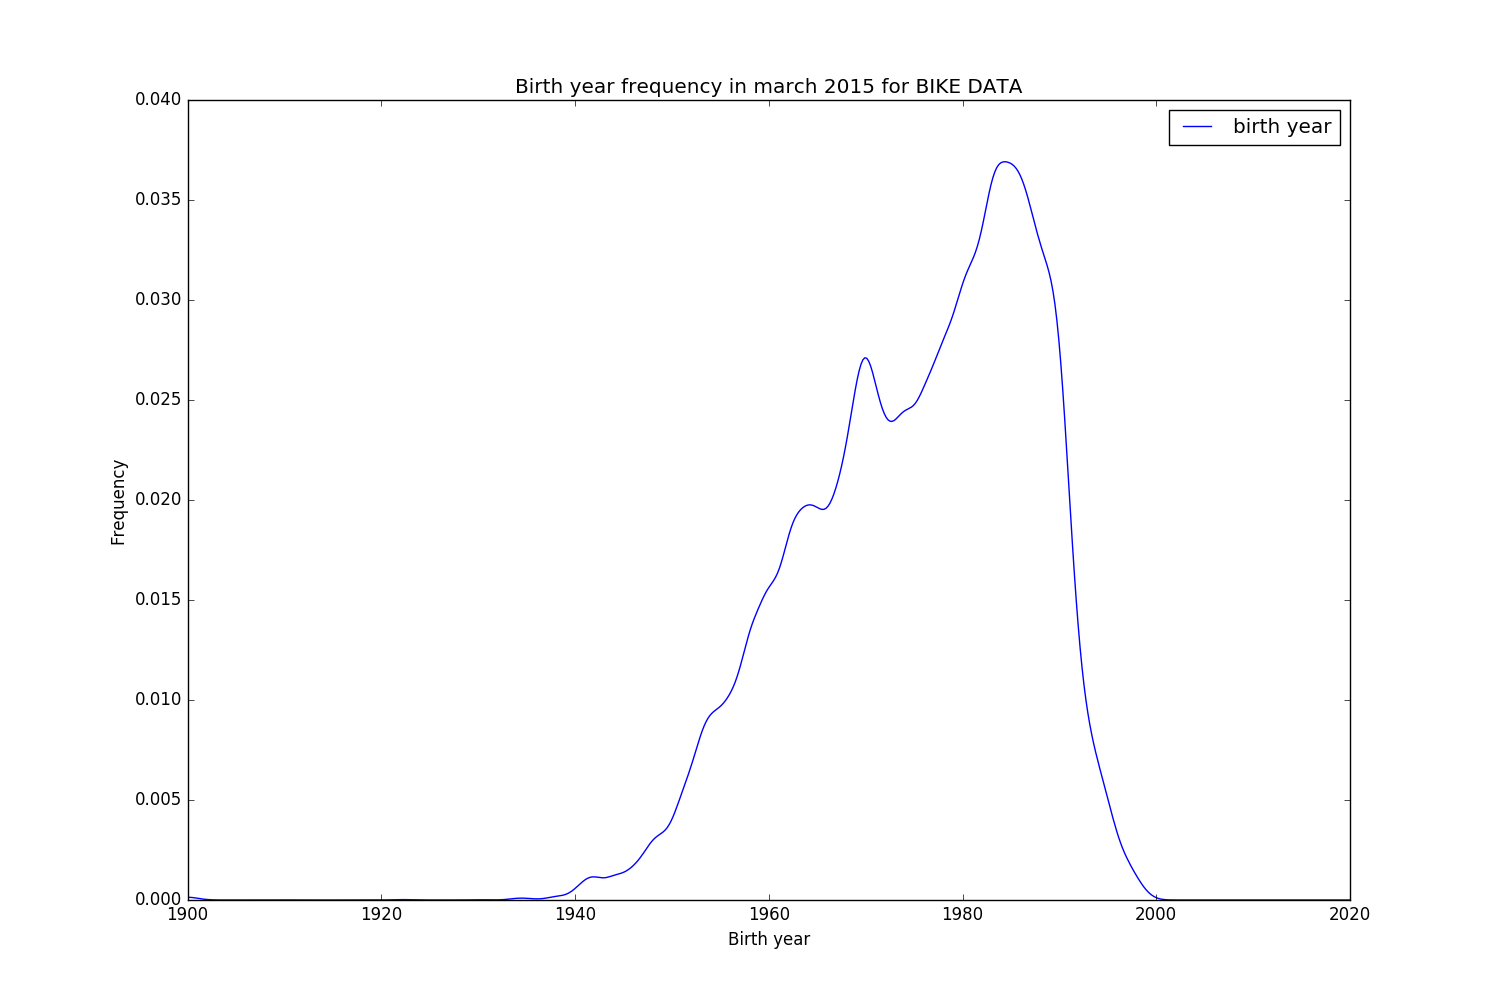 Birth year frequency in march 2015 for BIKE DATA
birth year
0.040
0.035
0.030
0.025
0.020
0.015
0.010
0.005
0.000
Frequency
1900 1920 1940 1960 1980 2000 2020
Birth year